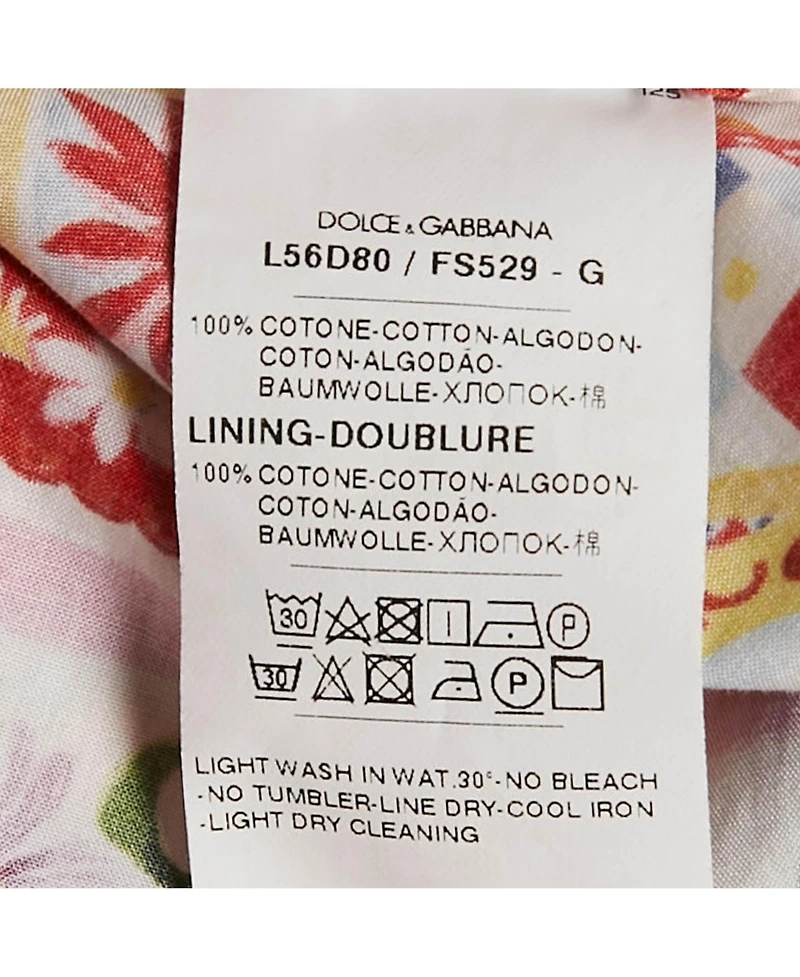 125
DOLCE & GABBANA
L56D80 / FS529 - G
100% COTONE-COTTON-ALGODON-
COTON-ALGODÃO-
BAUMWOLLE-ХЛОПОК-棉
LINING-DOUBLURE
100% COTONE-COTTON-ALGODON-
COTON-ALGODÃO-
BAUMWOLLE-ХЛОПОК-棉
30 P
30 P
LIGHT WASH IN WAT.30°-NO BLEACH
-NO TUMBLER-LINE DRY-COOL IRON
-LIGHT DRY CLEANING